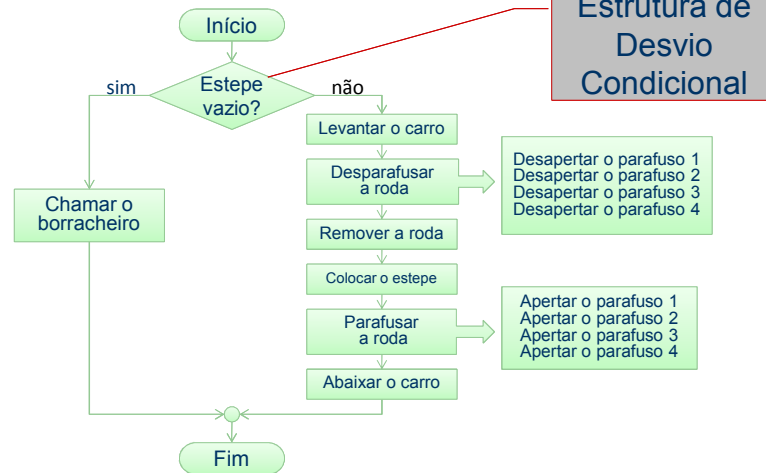 Estrutura de
Desvio
Condicional
Início
Estepe
vazio?
sim
não
Levantar o carro
Desparafusar
a roda
Desapertar o parafuso 1
Desapertar o parafuso 2
Desapertar o parafuso 3
Desapertar o parafuso 4
Chamar o
borracheiro
Remover a roda
Colocar o estepe
Parafusar
a roda
Apertar o parafuso 1
Apertar o parafuso 2
Apertar o parafuso 3
Apertar o parafuso 4
Abaixar o carro
Fim